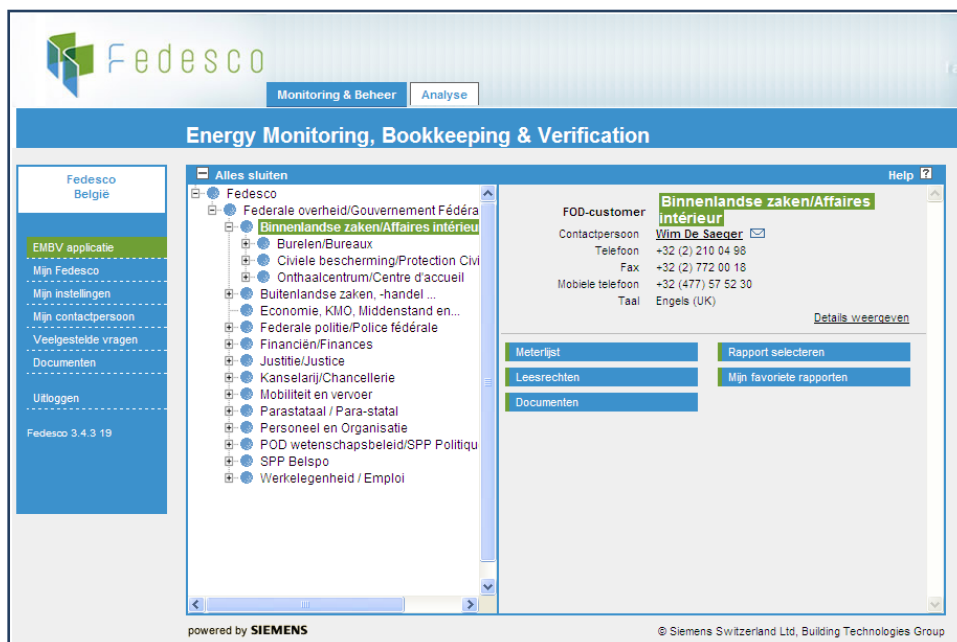 Fedesco
Monitoring & Beheer
Analyse
Energy Monitoring, Bookkeeping & Verification
Fedesco
België
EMBV applicatie
Mijn Fedesco
Mijn instellingen
Mijn contactpersoon
Veelgestelde vragen
Documenten
Uitloggen
Fedesco 3.4.3 19
Alles sluiten
Help ?
Fedesco
Federale overheid/Gouvernement Fédéra
Binnenlandse zaken/Affaires intérieu
Burelen/Bureaux
Civiele bescherming/Protection Civi
Onthaalcentrum/Centre d'accueil
Buitenlandse zaken, -handel ...
Economie, KMO, Middenstand en...
Federale politie/Police fédérale
Financiën/Finances
Justitie/Justice
Kanselarij/Chancellerie
Mobiliteit en vervoer
Parastataal / Para-statal
Personeel en Organisatie
POD wetenschapsbeleid/SPP Politiqu
SPP Belspo
Werkelegenheid / Emploi
FOD-customer Binnenlandse zaken/Affaires
intérieur
Contactpersoon Wim De Saeger
Telefoon +32 (2) 210 04 98
Fax +32 (2) 772 00 18
Mobiele telefoon +32 (477) 57 52 30
Taal Engels (UK)
Details weergeven
Meterlijst
Rapport selecteren
Leesrechten
Mijn favoriete rapporten
Documenten
powered by SIEMENS
© Siemens Switzerland Ltd, Building Technologies Group